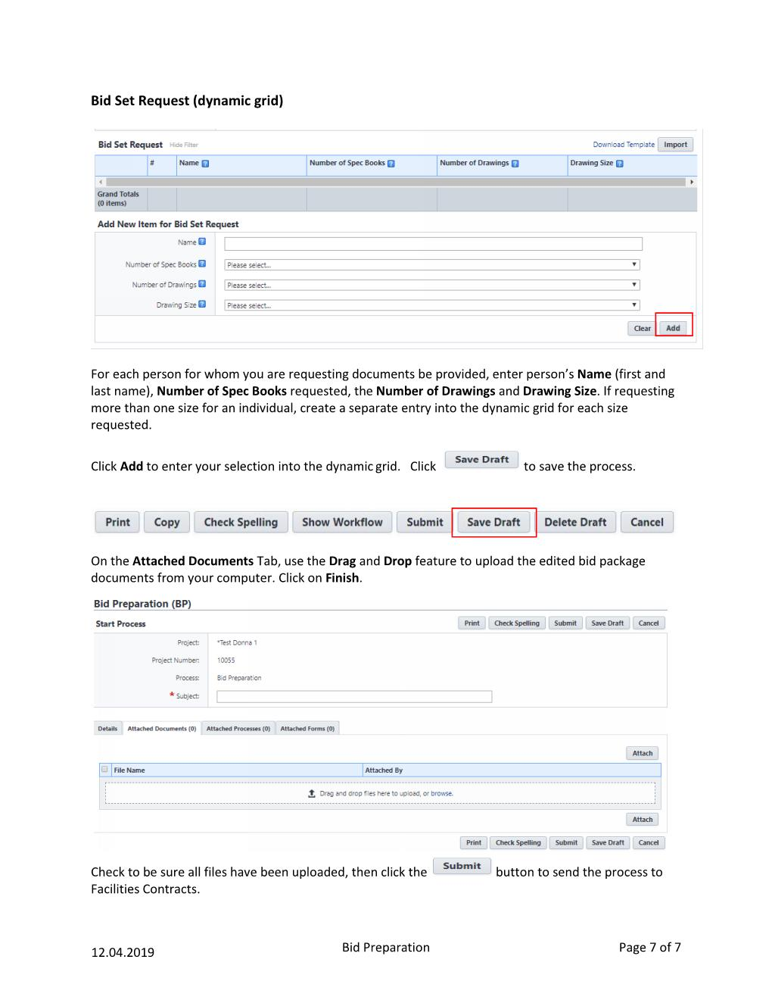 Bid Set Request (dynamic grid)
Bid Set Request Hide Filter Download Template Import
# Name ? Number of Spec Books ? Number of Drawings ? Drawing Size ?
Grand Totals
(0 items)
Add New Item for Bid Set Request
Name ?
Number of Spec Books ? Please select...
Number of Drawings ? Please select...
Drawing Size ? Please select...
Clear Add
For each person for whom you are requesting documents be provided, enter person’s Name (first and
last name), Number of Spec Books requested, the Number of Drawings and Drawing Size. If requesting
more than one size for an individual, create a separate entry into the dynamic grid for each size
requested.
Click Add to enter your selection into the dynamic grid. Click Save Draft to save the process.
Print Copy Check Spelling Show Workflow Submit Save Draft Delete Draft Cancel
On the Attached Documents Tab, use the Drag and Drop feature to upload the edited bid package
documents from your computer. Click on Finish.
Bid Preparation (BP)
Start Process Print Check Spelling Submit Save Draft Cancel
Project: *Test Donna 1
Project Number: 10055
Process: Bid Preparation
* Subject:
Details Attached Documents (0) Attached Processes (0) Attached Forms (0)
Attach
File Name Attached By
Drag and drop files here to upload, or browse.
Attach
Print Check Spelling Submit Save Draft Cancel
Check to be sure all files have been uploaded, then click the Submit button to send the process to
Facilities Contracts.
12.04.2019 Bid Preparation Page 7 of 7